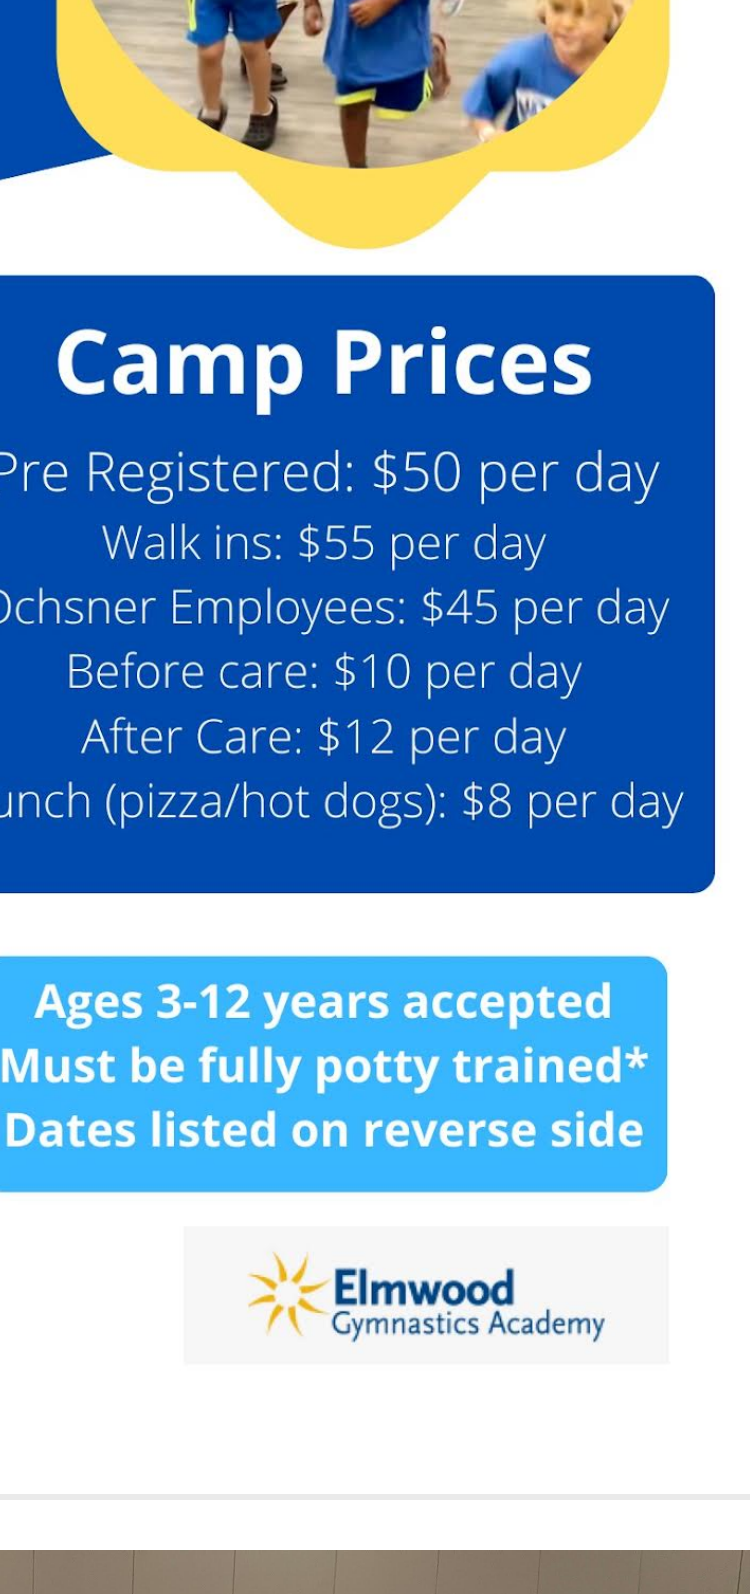 Camp Prices
Pre Registered: $50 per day
Walk ins: $55 per day
Ochsner Employees: $45 per day
Before care: $10 per day
After Care: $12 per day
unch (pizza/hot dogs): $8 per day
Ages 3-12 years accepted
Must be fully potty trained*
Dates listed on reverse side
Elmwood
Gymnastics Academy